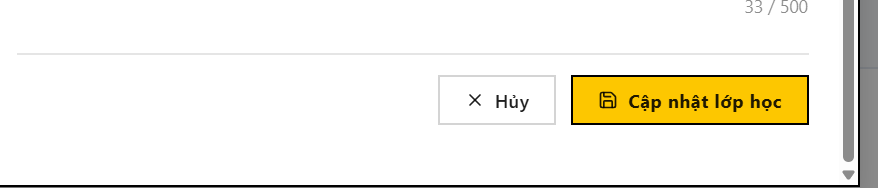 33 / 500
Hủy
Cập nhật lớp học